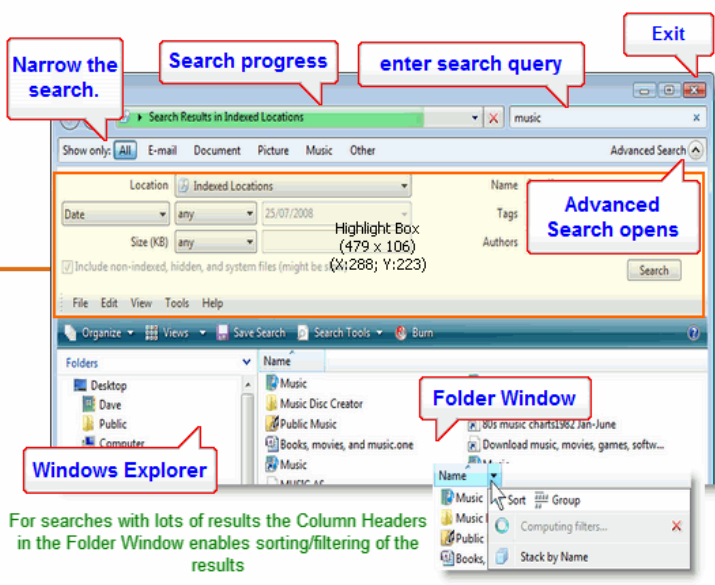 Exit
Search progress
enter search query
Narrow the
search.
Search Results in Indexed Locations
music
Show only: All E-mail Document Picture Music Other Advanced Search
Location Indexed Locations Name
Advanced
Search opens
Date any 25/07/2008 Tags
Highlight Box
(479 x 106)
(X:288; Y:223)
Size (KB) any Authors
Include non-indexed, hidden, and system files (might be
Search
File Edit View Tools Help
Organize Views Save Search Search Tools Burn
Folders Name
Desktop Music
Dave Music Disc Creator
Folder Window
Public Public Music 80s music charts1982 Jan-June
Computer Books, movies, and music.one Download music, movies, games, softw...
Windows Explorer
Music Music
MUSIC AS
Name
Music Sort Group
Music
Computing filters...
Public
Books, Stack by Name
For searches with lots of results the Column Headers
in the Folder Window enables sorting/filtering of the
results